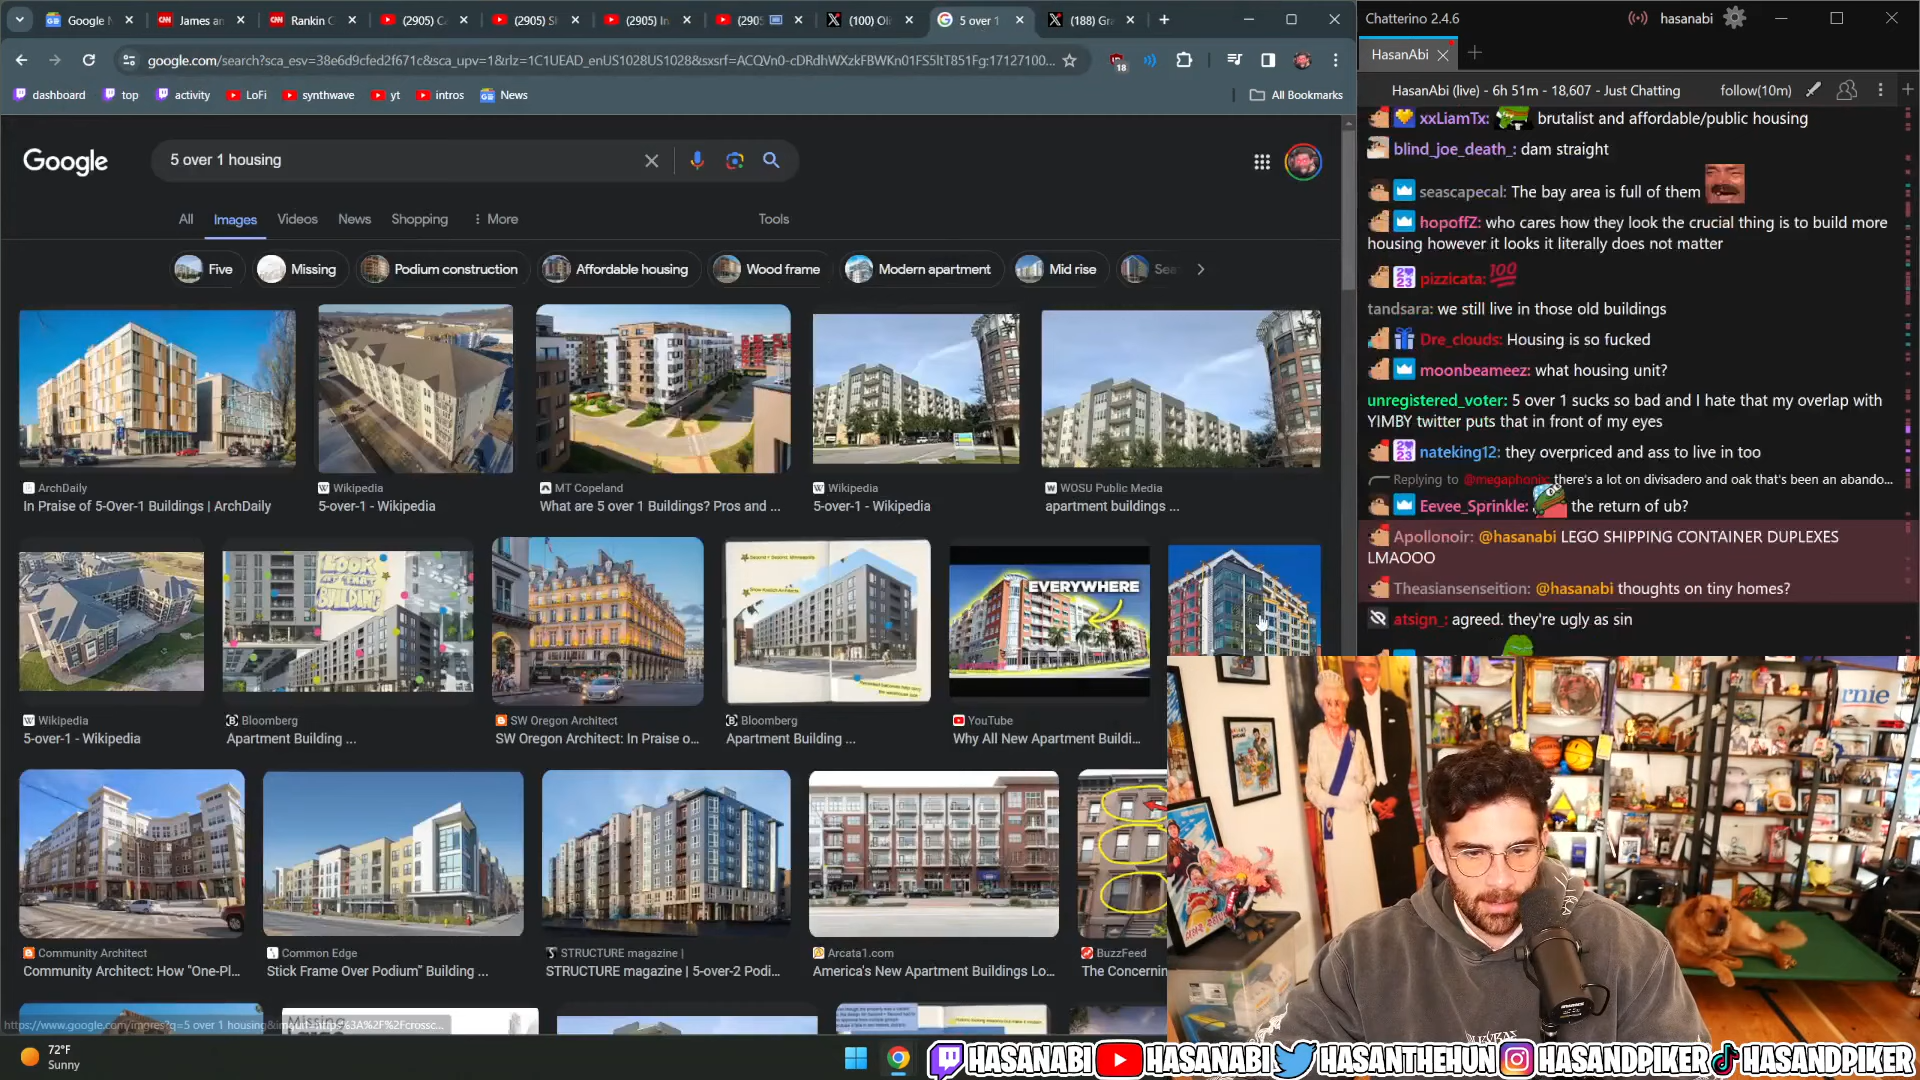 Google N
James an
Rankin C
(2905) C
(2905) S
(2905) In
(290
(100) Oli
5 over 1
(188) Gra
google.com/search?sca_esv=38e6d9cfed2f671c&sca_upv=1&rlz=1C1UEAD_enUS1028US1028&sxsrf=ACQVn0-cDRdhWXzkFBWKn01FS5ltT851Fg:17127100...
18
dashboard
top
activity
LoFi
synthwave
yt
intros
News
All Bookmarks
Google
5 over 1 housing
All
Images
Videos
News
Shopping
More
Tools
Five
Missing
Podium construction
Affordable housing
Wood frame
Modern apartment
Mid rise
Sea
ArchDaily
In Praise of 5-Over-1 Buildings | ArchDaily
Wikipedia
5-over-1 - Wikipedia
MT Copeland
What are 5 over 1 Buildings? Pros and ...
Wikipedia
5-over-1 - Wikipedia
WOSU Public Media
apartment buildings ...
LOOK
AT THAT
BUILDING
EVERYWHERE
Wikipedia
5-over-1 - Wikipedia
Bloomberg
Apartment Building ...
SW Oregon Architect
SW Oregon Architect: In Praise o...
Bloomberg
Apartment Building ...
YouTube
Why All New Apartment Buildi...
Community Architect
Community Architect: How "One-Pl...
Common Edge
Stick Frame Over Podium" Building ...
STRUCTURE magazine |
STRUCTURE magazine | 5-over-2 Podi...
Arcata1.com
America's New Apartment Buildings Lo...
BuzzFeed
The Concernin
Missing
72°F
Sunny
Chatterino 2.4.6
hasanabi
HasanAbi
HasanAbi (live) - 6h 51m - 18,607 - Just Chatting
follow(10m)
xxLiamTx: brutalist and affordable/public housing
blind_joe_death_: dam straight
seascapecal: The bay area is full of them
hopoffZ: who cares how they look the crucial thing is to build more
housing however it looks it literally does not matter
pizzicata: 100
tandsara: we still live in those old buildings
Dre_clouds: Housing is so fucked
moonbeameez: what housing unit?
unregistered_voter: 5 over 1 sucks so bad and I hate that my overlap with
YIMBY twitter puts that in front of my eyes
nateking12: they overpriced and ass to live in too
Replying to @megaphonix: there's a lot on divisadero and oak that's been an abando...
Eevee_Sprinkle: the return of ub?
Apollonoir: @hasanabi LEGO SHIPPING CONTAINER DUPLEXES
LMAOOO
Theasiansenseition: @hasanabi thoughts on tiny homes?
atsign_: agreed. they're ugly as sin
rnie
HASANABI
HASANABI
HASANTHEHUN
HASANDPIKER
HASANDPIKER